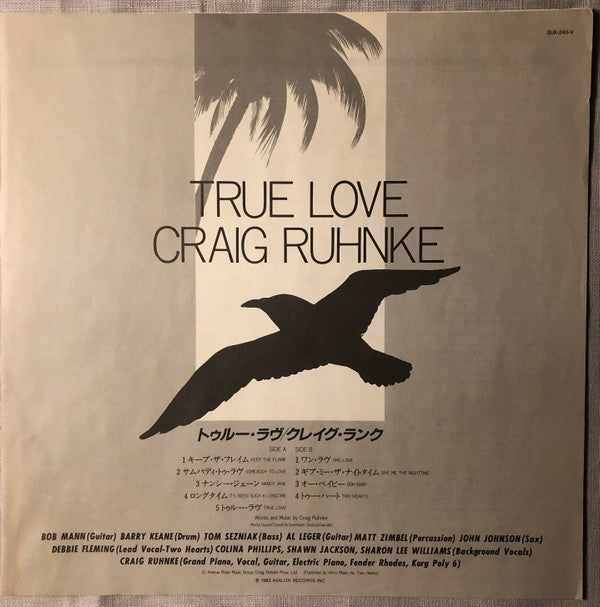 SUX-243-V
TRUE LOVE
CRAIG RUHNKE
トゥルー・ラヴ/クレイグ・ランク
SIDE A SIDE B
1 キープ・ザ・フレイム KEEP THE FLAME 1 ワン・ラヴ ONE LOVE
2 サムバディ・トゥ・ラヴ SOMEBODY TO LOVE 2 ギブ・ミー・ザ・ナイトタイム GIVE ME THE NIGHTTIME
3 ナンシー・ジェーン NANCY JANE 3 オー・ベイビー OOH BABY
4 ロングタイム IT'S BEEN SUCH A LONGTIME 4 トゥー・ハート TWO HEARTS
5 トゥルー・ラヴ TRUE LOVE
Words and Music by Craig Ruhnke
BOB MANN(Guitar) BARRY KEANE(Drum) TOM SEZNIAK(Bass) AL LEGER(Guitar) MATT ZIMBEL(Percussion) JOHN JOHNSON(Sax)
DEBBIE FLEMING(Lead Vocal-Two Hearts) COLINA PHILLIPS, SHAWN JACKSON, SHARON LEE WILLIAMS(Background Vocals)
CRAIG RUHNKE(Grand Piano, Vocal, Guitar, Electric Piano, Fender Rhodes, Korg Poly 6)
℗ 1983 AVALON RECORDS INC.